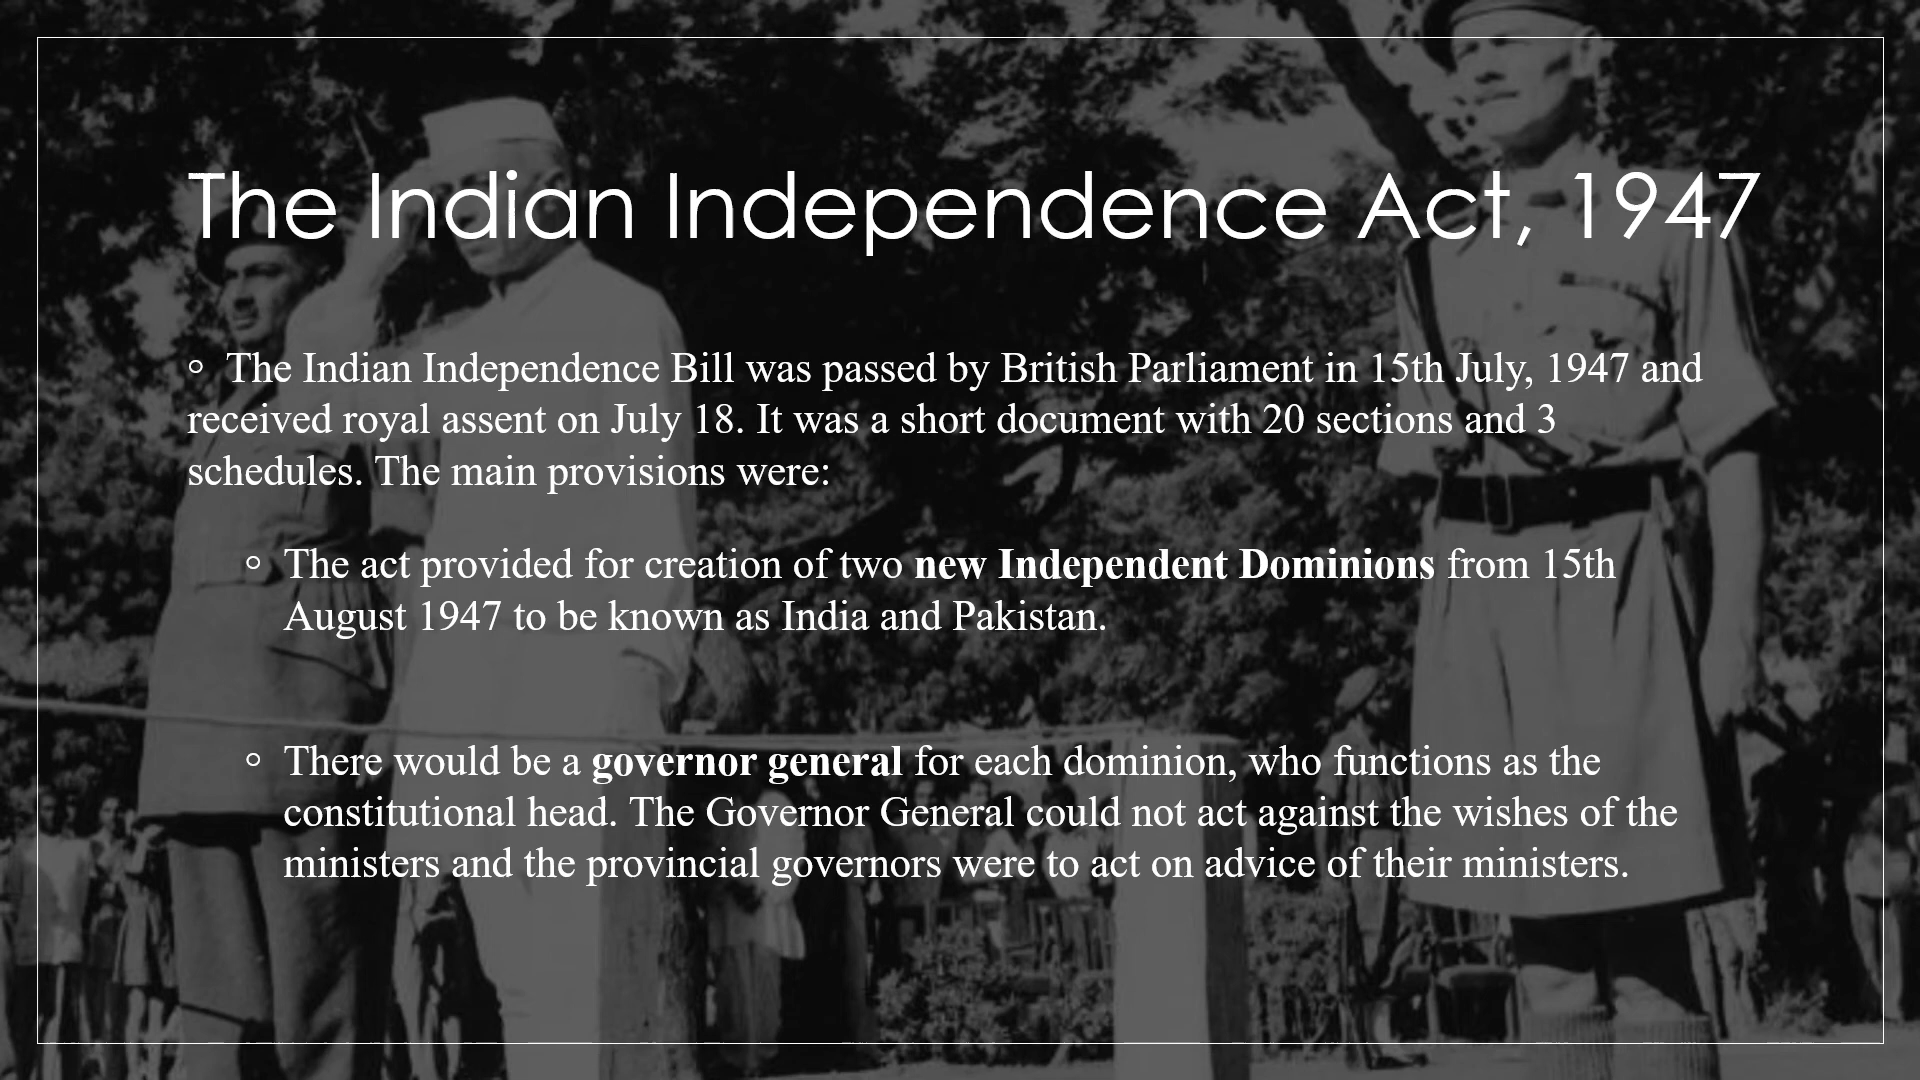 The Indian Independence Act, 1947
◦ The Indian Independence Bill was passed by British Parliament in 15th July, 1947 and
received royal assent on July 18. It was a short document with 20 sections and 3
schedules. The main provisions were:
◦ The act provided for creation of two new Independent Dominions from 15th
August 1947 to be known as India and Pakistan.
◦ There would be a governor general for each dominion, who functions as the
constitutional head. The Governor General could not act against the wishes of the
ministers and the provincial governors were to act on advice of their ministers.